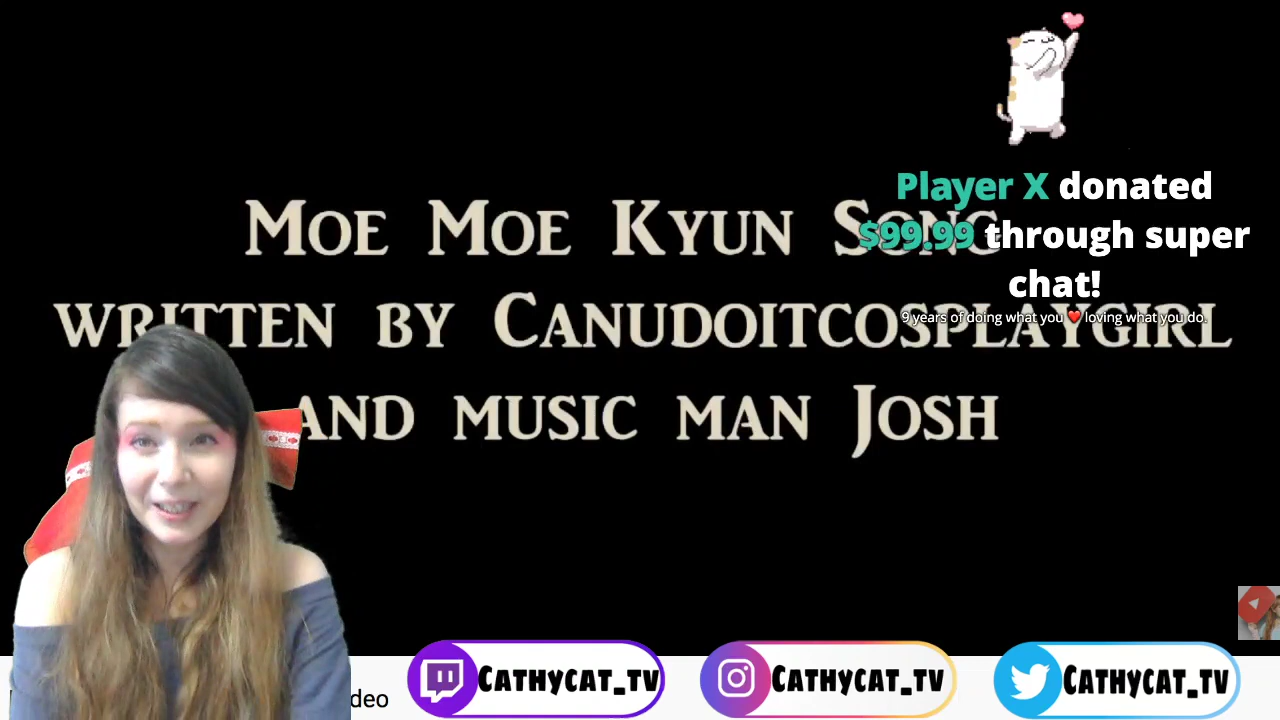 Player X donated
$99.99 through super
chat!
9 years of doing what you ❤ loving what you do.
Moe Moe Kyun Song
written by Canudoitcosplaygirl
and music man Josh
deo
Cathycat_tv
Cathycat_tv
Cathycat_tv